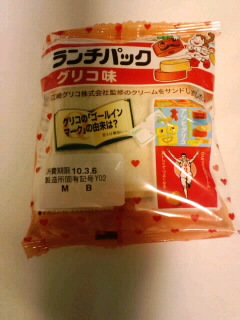 ランチパック
グリコ味
江崎グリコ株式会社監修のクリームをサンドしました。
グリコの「ゴールイン
マーク」の由来は?
消費期限 10.3.6
製造所固有記号 Y02
M B